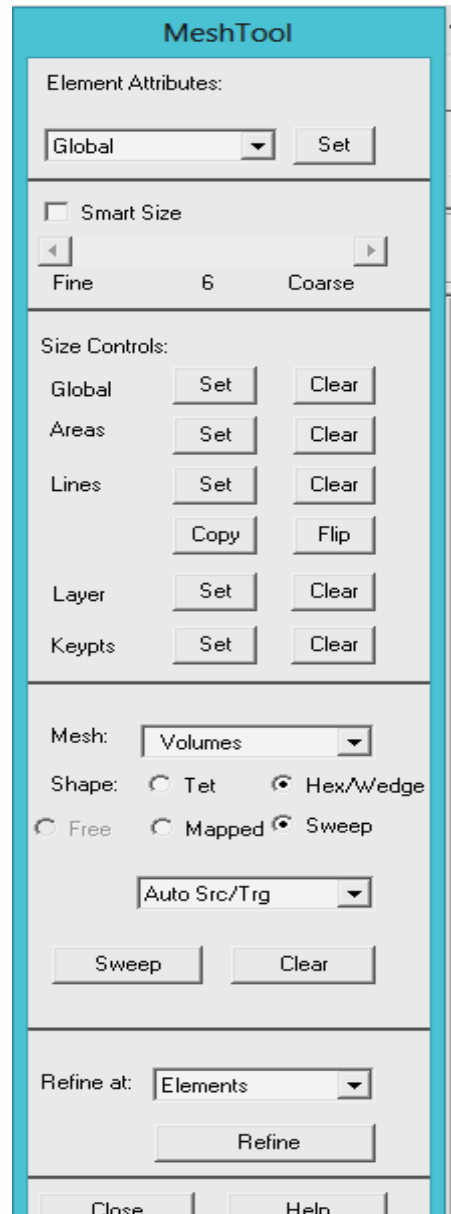 MeshTool
Element Attributes:
Global Set
Smart Size
Fine 6 Coarse
Size Controls:
Global Set Clear
Areas Set Clear
Lines Set Clear
Copy Flip
Layer Set Clear
Keypts Set Clear
Mesh: Volumes
Shape: Tet Hex/Wedge
Free Mapped Sweep
Auto Src/Trg
Sweep Clear
Refine at: Elements
Refine
Close Help